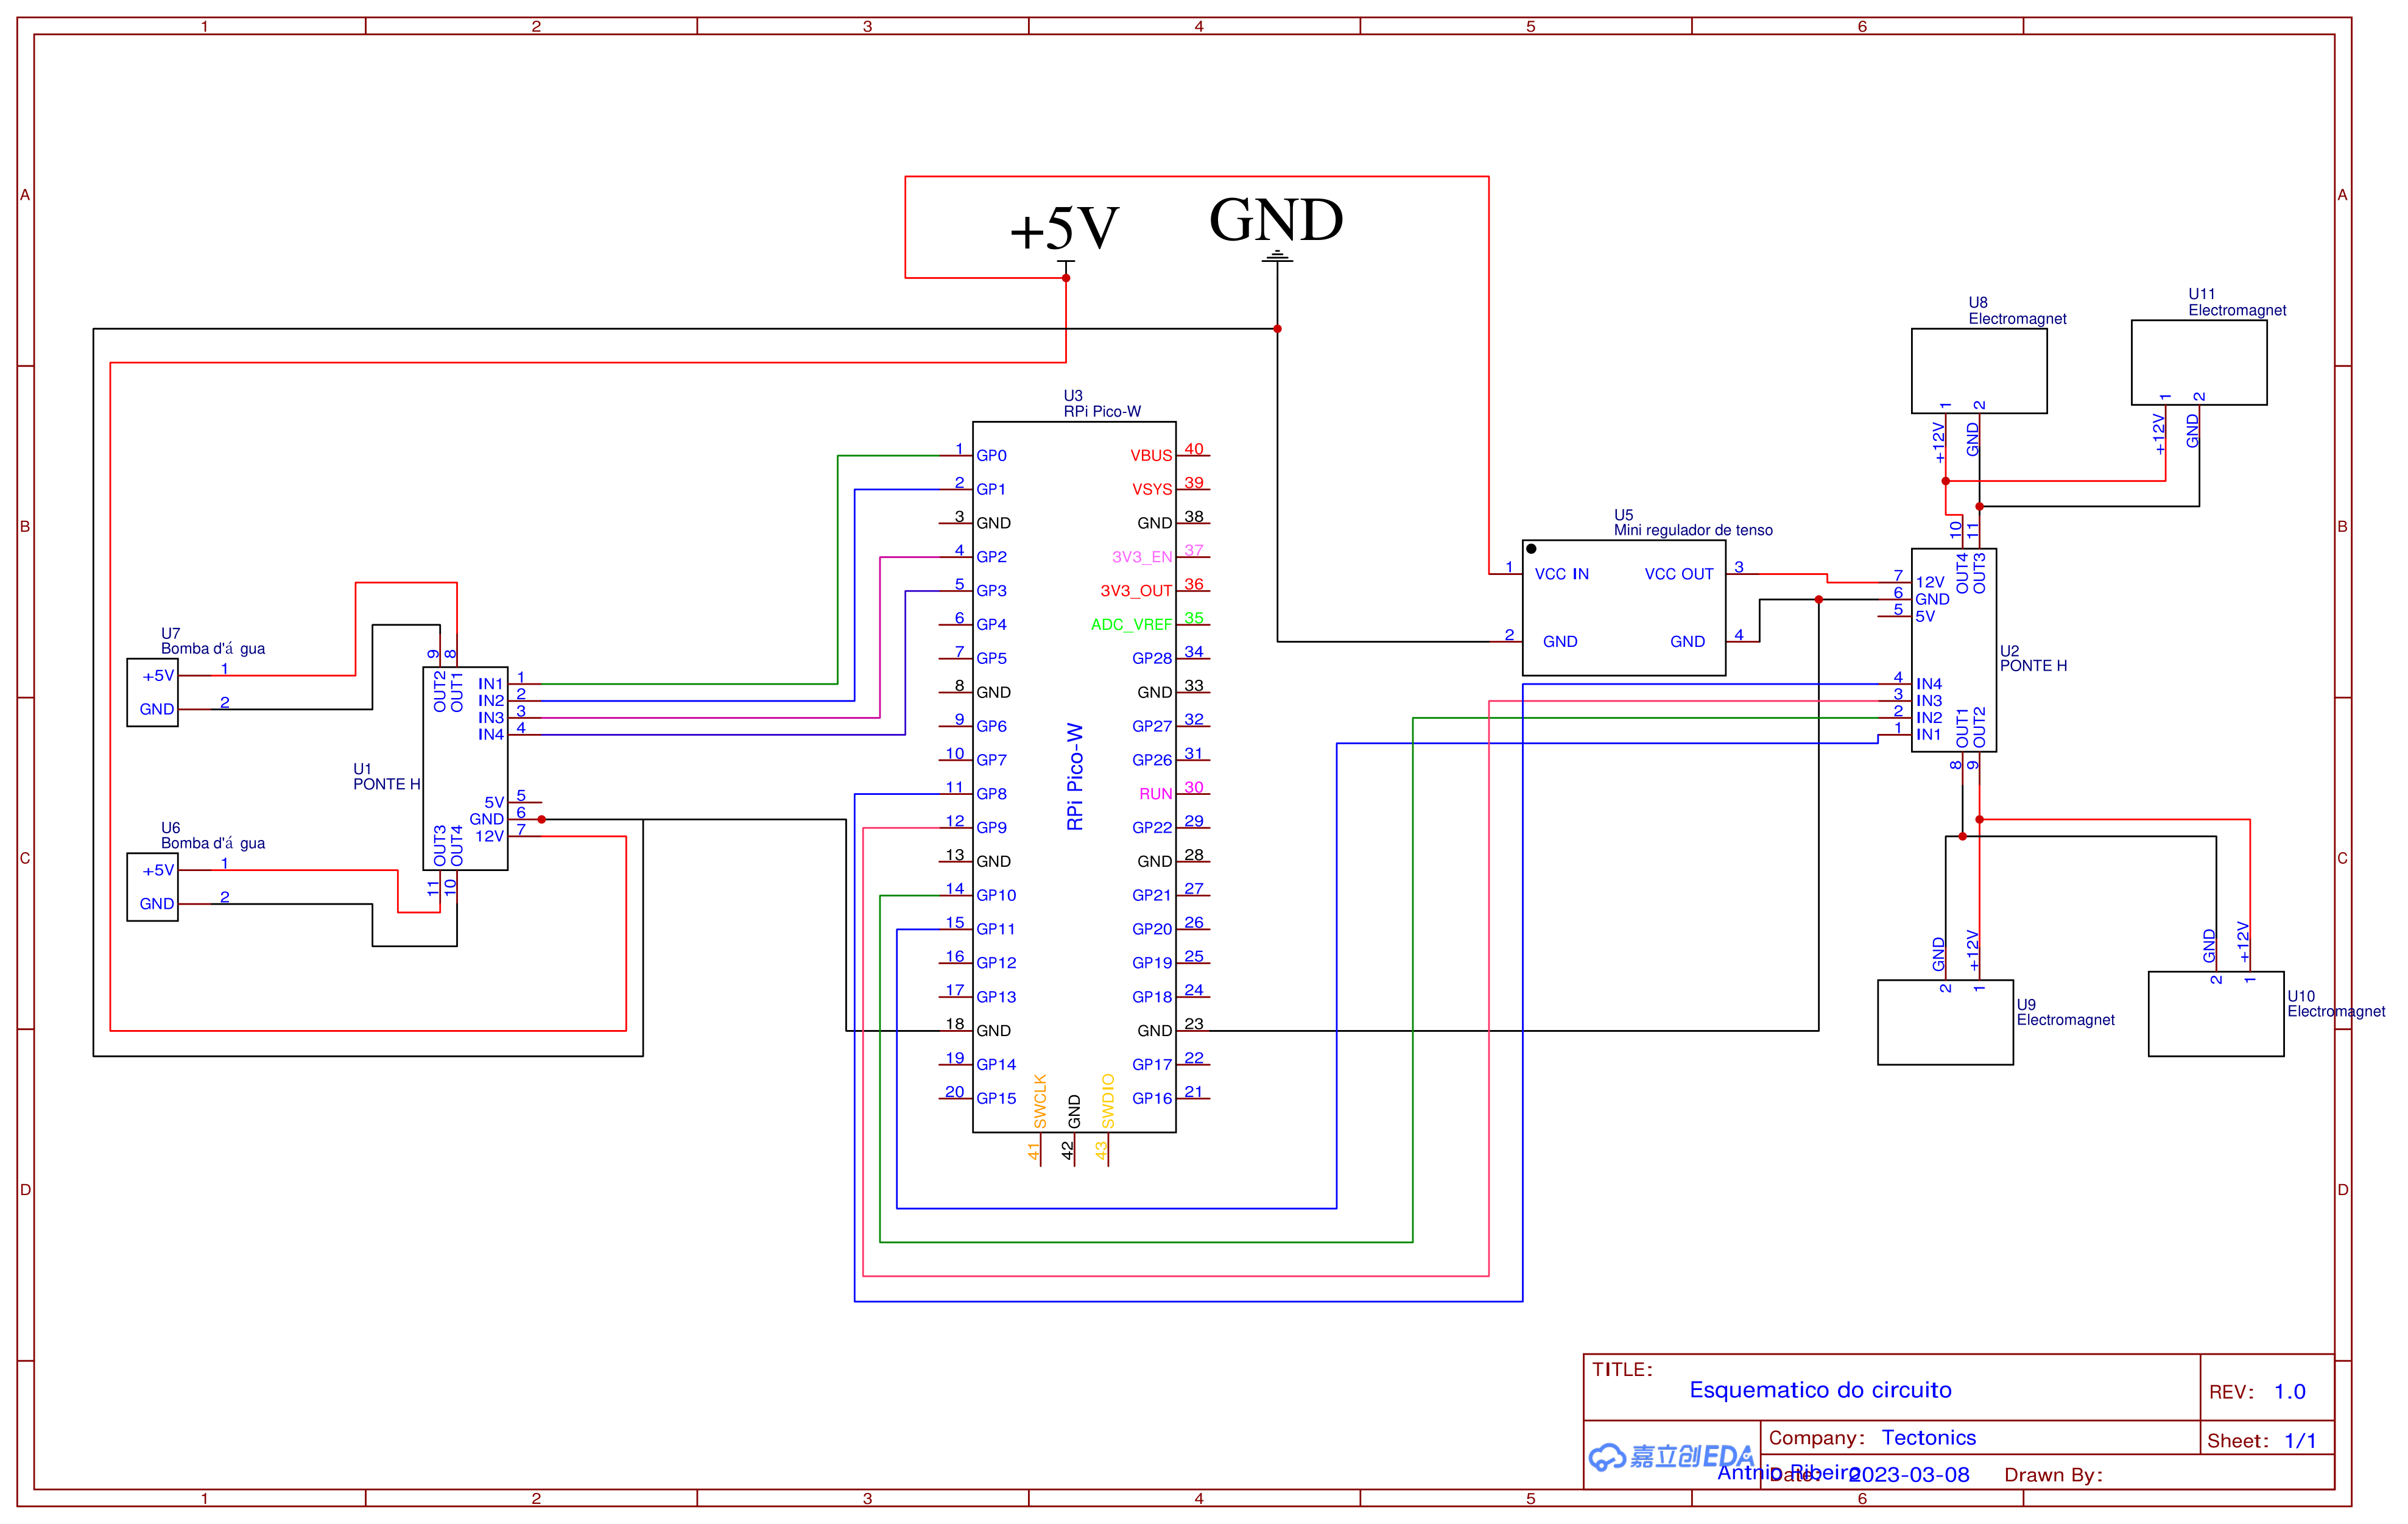 1 2 3 4 5 6
A A
B B
C C
D D
+5V
GND
U3
RPi Pico-W
1 GP0
2 GP1
3 GND
4 GP2
5 GP3
6 GP4
7 GP5
8 GND
9 GP6
10 GP7
11 GP8
12 GP9
13 GND
14 GP10
15 GP11
16 GP12
17 GP13
18 GND
19 GP14
20 GP15
VBUS 40
VSYS 39
GND 38
3V3_EN 37
3V3_OUT 36
ADC_VREF 35
GP28 34
GND 33
GP27 32
GP26 31
RUN 30
GP22 29
GND 28
GP21 27
GP20 26
GP19 25
GP18 24
GND 23
GP17 22
GP16 21
SWCLK 41
GND 42
SWDIO 43
RPi Pico-W
U7
Bomba d'á gua
+5V 1
GND 2
U6
Bomba d'á gua
+5V 1
GND 2
U1
PONTE H
9 OUT2
8 OUT1
IN1 1
IN2 2
IN3 3
IN4 4
5V 5
GND 6
12V 7
OUT3 11
OUT4 10
U5
Mini regulador de tenso
1 VCC IN
2 GND
VCC OUT 3
GND 4
U8
Electromagnet
1 +12V
2 GND
U11
Electromagnet
1 +12V
2 GND
U2
PONTE H
10 OUT4
11 OUT3
7 12V
6 GND
5 5V
4 IN4
3 IN3
2 IN2
1 IN1
OUT1 8
OUT2 9
U9
Electromagnet
GND 2
+12V 1
U10
Electromagnet
GND 2
+12V 1
TITLE:
Esquematico do circuito
REV: 1.0
嘉立创EDA
Company: Tectonics
Sheet: 1/1
Date: 2023-03-08
Drawn By:
Antnio Ribeiro
1 2 3 4 5 6